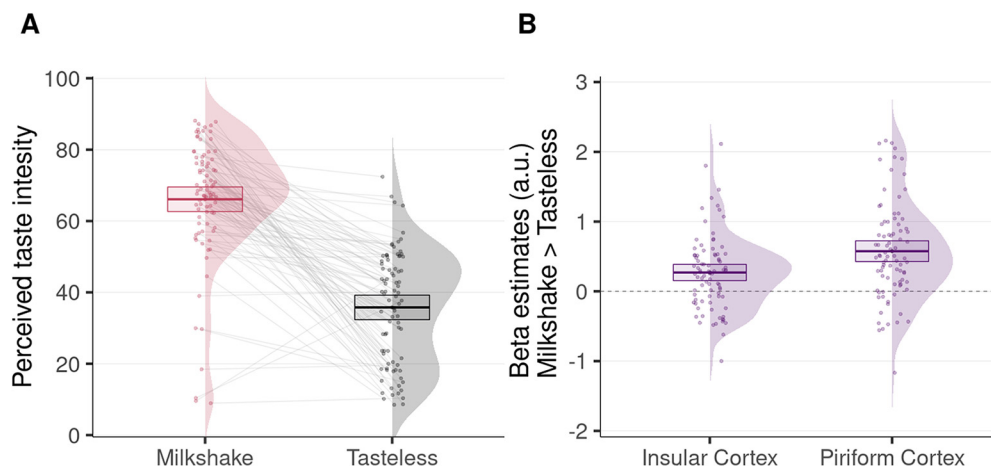 A
Perceived taste intesity
100
80
60
40
20
0
Milkshake
Tasteless
B
Beta estimates (a.u.)
Milkshake > Tasteless
3
2
1
0
-1
-2
Insular Cortex
Piriform Cortex